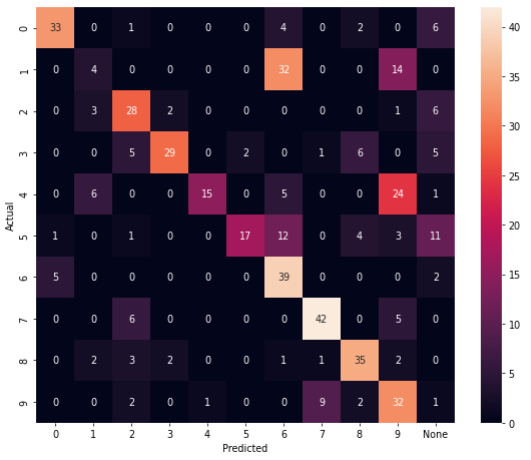 0 33 0 1 0 0 0 4 0 2 0 6
1 0 4 0 0 0 0 32 0 0 14 0
2 0 3 28 2 0 0 0 0 0 1 6
3 0 0 5 29 0 2 0 1 6 0 5
4 0 6 0 0 15 0 5 0 0 24 1
5 1 0 1 0 0 17 12 0 4 3 11
6 5 0 0 0 0 0 39 0 0 0 2
7 0 0 6 0 0 0 0 42 0 5 0
8 0 2 3 2 0 0 1 1 35 2 0
9 0 0 2 0 1 0 0 9 2 32 1
0 1 2 3 4 5 6 7 8 9 None
Predicted
Actual
40
35
30
25
20
15
10
5
0